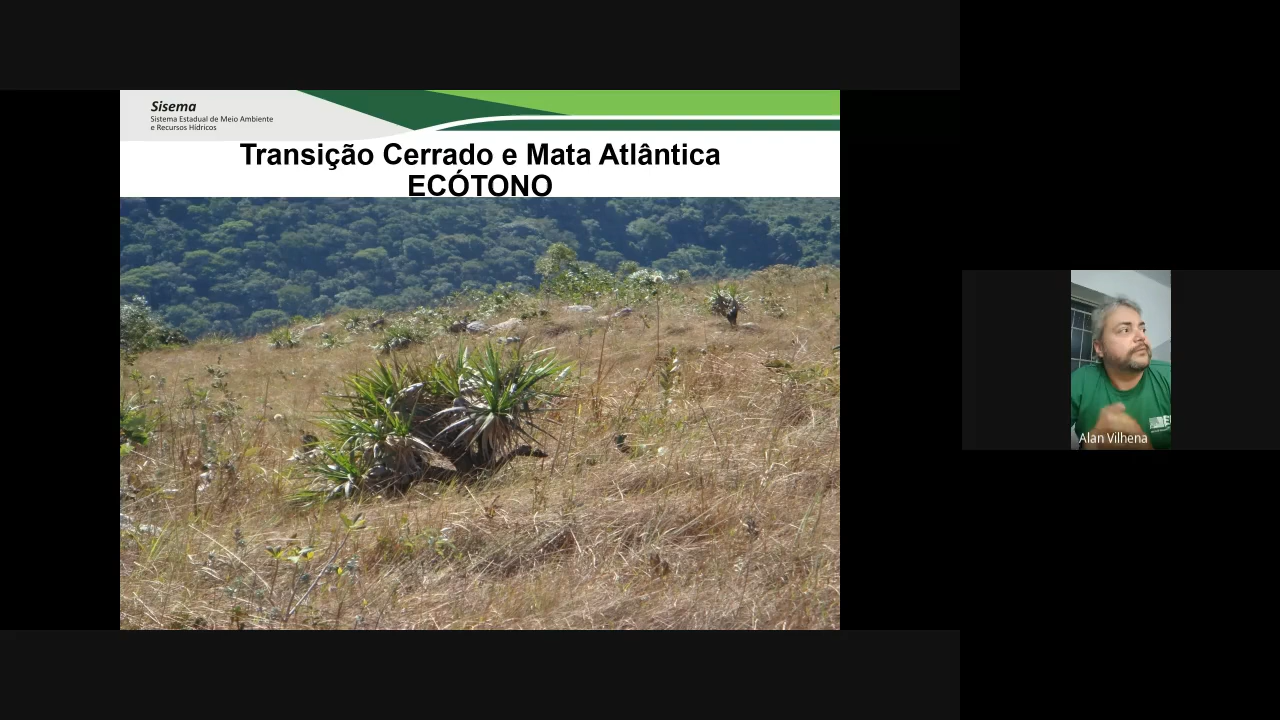 Sisema
Sistema Estadual de Meio Ambiente
e Recursos Hídricos
Transição Cerrado e Mata Atlântica
ECÓTONO
Alan Vilhena